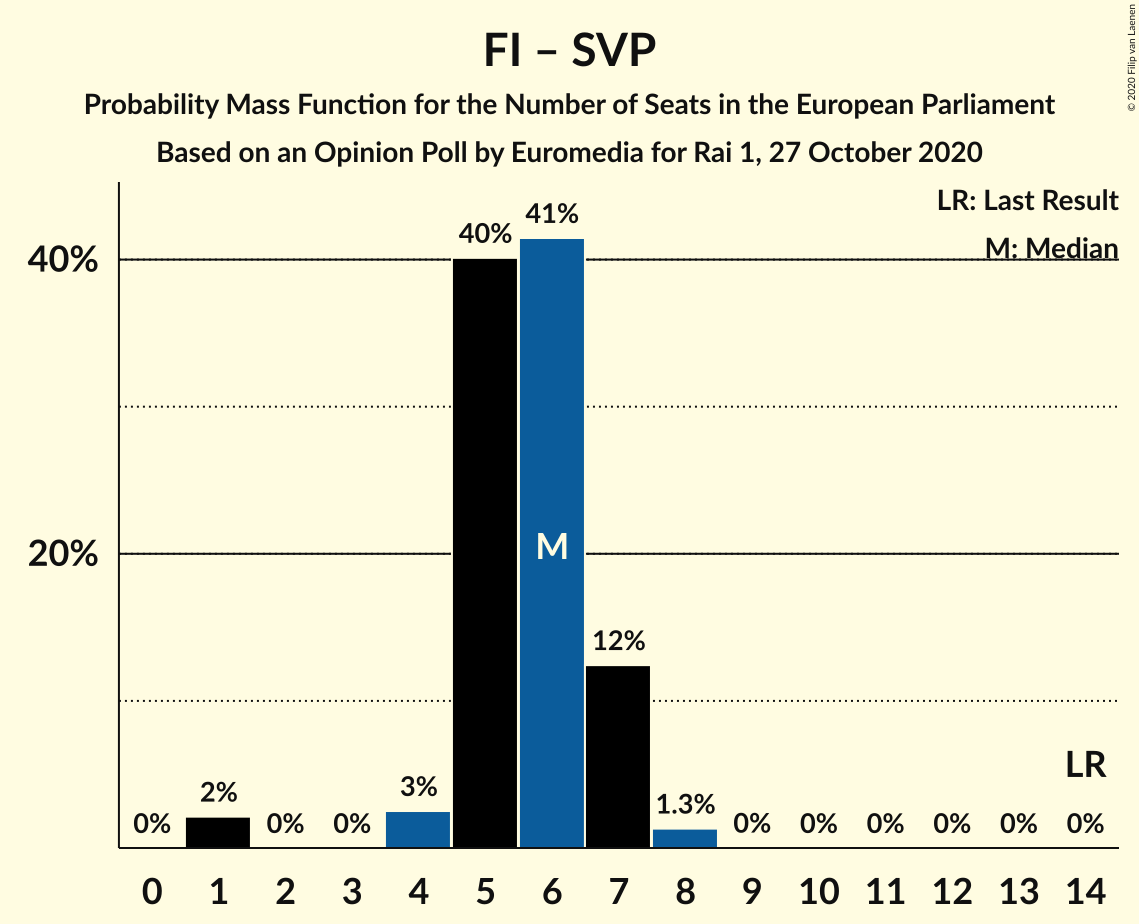 FI – SVP
Probability Mass Function for the Number of Seats in the European Parliament
Based on an Opinion Poll by Euromedia for Rai 1, 27 October 2020
© 2020 Filip van Laenen
LR: Last Result
M: Median
40%
20%
0%
2%
0%
0%
3%
40%
41%
12%
1.3%
0%
0%
0%
0%
0%
0%
M
LR
0 1 2 3 4 5 6 7 8 9 10 11 12 13 14